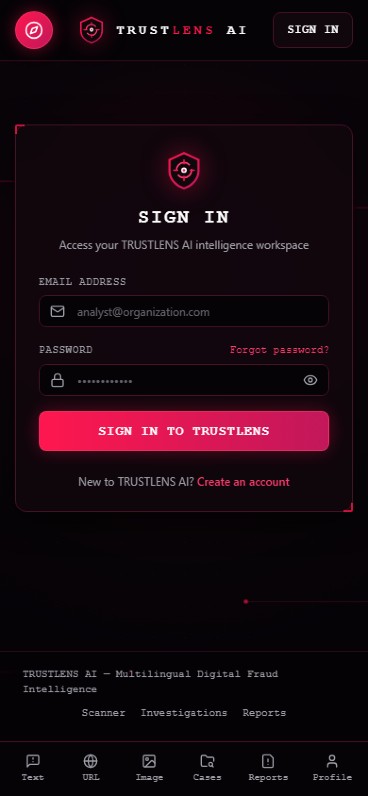 TRUSTLENS AI
SIGN IN
SIGN IN
Access your TRUSTLENS AI intelligence workspace
EMAIL ADDRESS
analyst@organization.com
PASSWORD Forgot password?
••••••••••••
SIGN IN TO TRUSTLENS
New to TRUSTLENS AI? Create an account
TRUSTLENS AI — Multilingual Digital Fraud
Intelligence
Scanner Investigations Reports
Text URL Image Cases Reports Profile